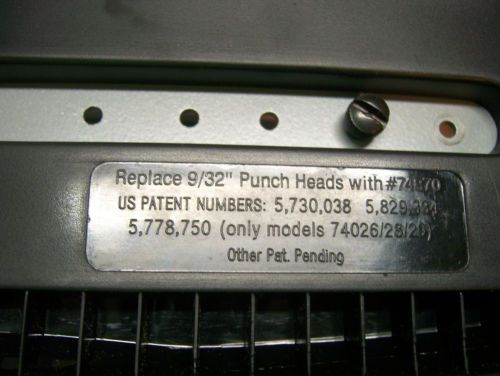 Replace 9/32" Punch Heads with #74870
US PATENT NUMBERS: 5,730,038
5,778,750 (only models 74026/28/29)
Other Pat. Pending